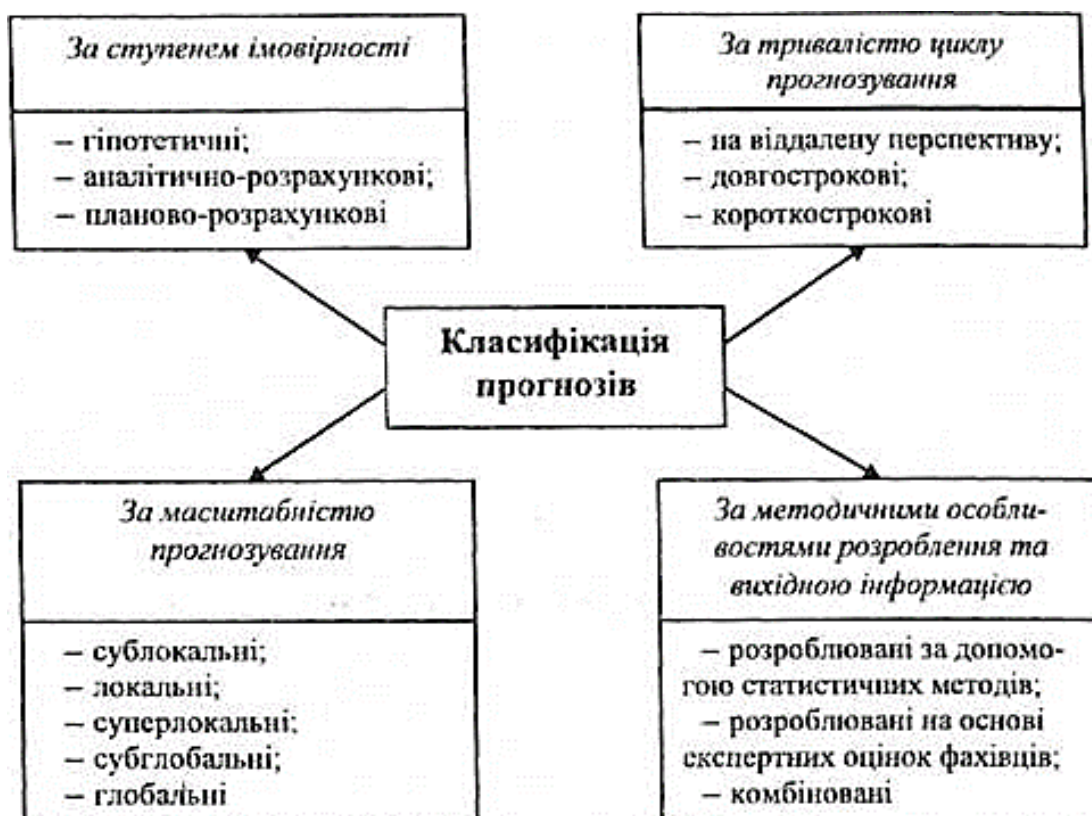 За ступенем імовірності
– гіпотетичні;
– аналітично-розрахункові;
– планово-розрахункові
За тривалістю циклу
прогнозування
– на віддалену перспективу;
– довгострокові;
– короткострокові
Класифікація
прогнозів
За масштабністю
прогнозування
– сублокальні;
– локальні;
– суперлокальні;
– субглобальні;
– глобальні
За методичними особли-
востями розроблення та
вихідною інформацією
– розроблювані за допомо-
гою статистичних методів;
– розроблювані на основі
експертних оцінок фахівців;
– комбіновані